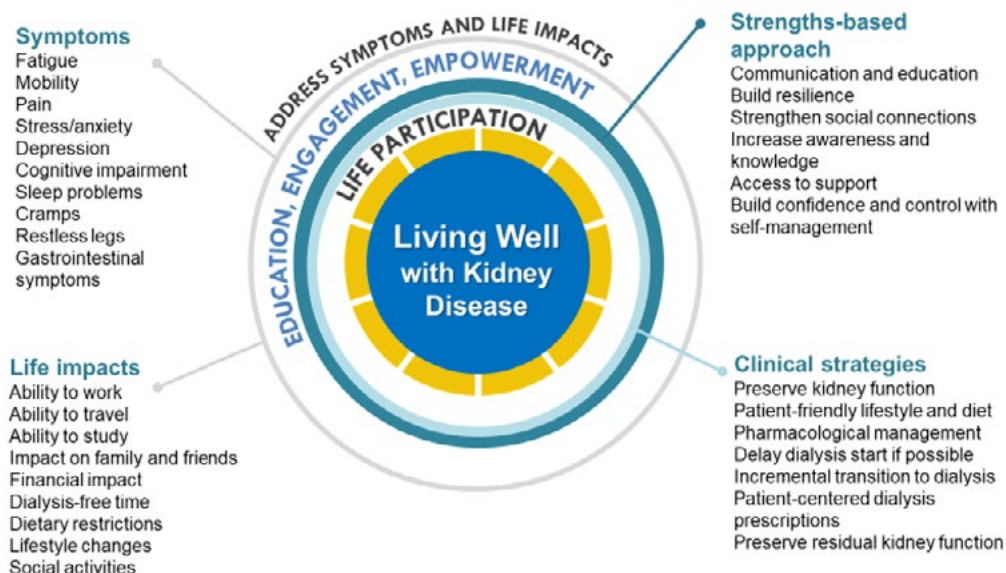 Symptoms
Fatigue
Mobility
Pain
Stress/anxiety
Depression
Cognitive impairment
Sleep problems
Cramps
Restless legs
Gastrointestinal
symptoms
Life impacts
Ability to work
Ability to travel
Ability to study
Impact on family and friends
Financial impact
Dialysis-free time
Dietary restrictions
Lifestyle changes
Social activities
ADDRESS SYMPTOMS AND LIFE IMPACTS
EDUCATION, ENGAGEMENT, EMPOWERMENT
LIFE PARTICIPATION
Living Well
with Kidney
Disease
Strengths-based
approach
Communication and education
Build resilience
Strengthen social connections
Increase awareness and
knowledge
Access to support
Build confidence and control with
self-management
Clinical strategies
Preserve kidney function
Patient-friendly lifestyle and diet
Pharmacological management
Delay dialysis start if possible
Incremental transition to dialysis
Patient-centered dialysis
prescriptions
Preserve residual kidney function